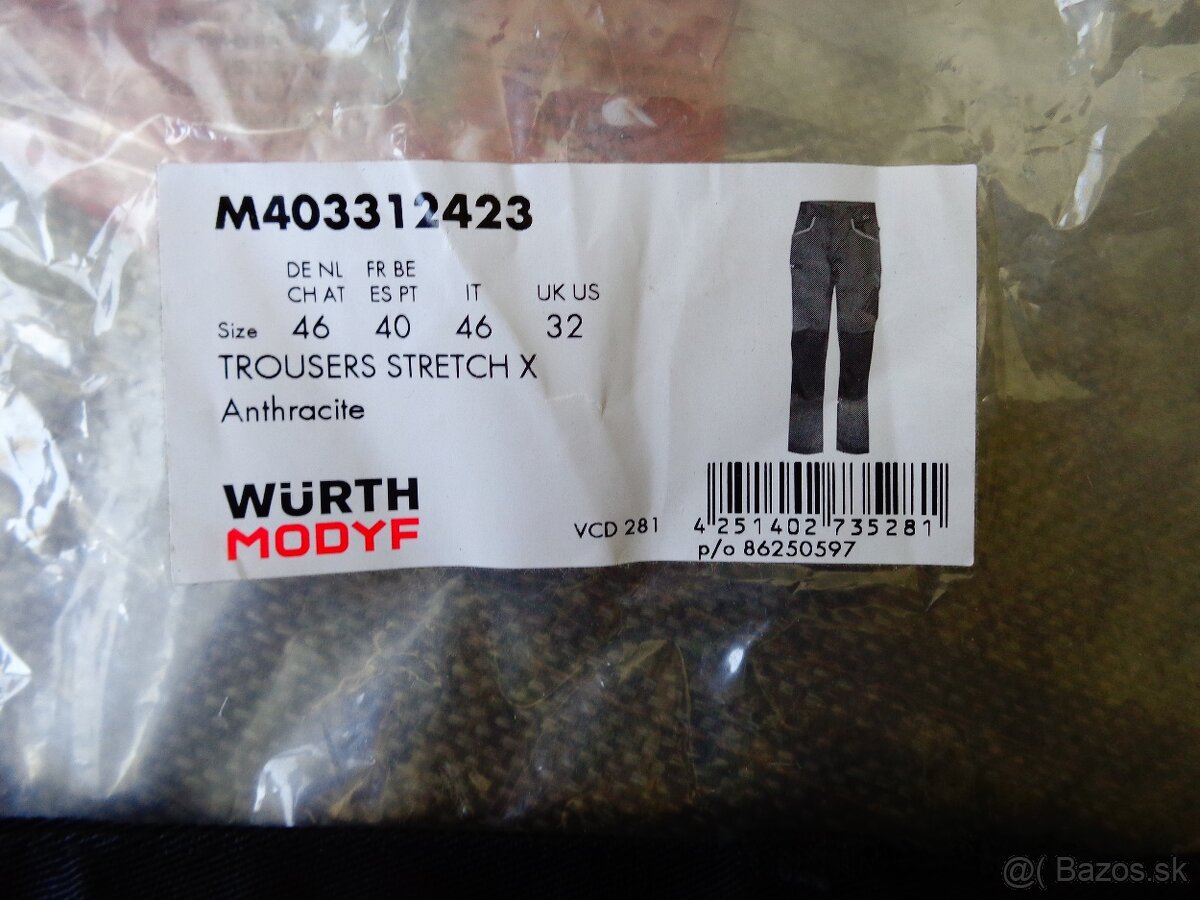 M403312423
DE NL FR BE
CH AT ES PT IT UK US
Size 46 40 46 32
TROUSERS STRETCH X
Anthracite
WÜRTH
MODYF
VCD 281
4 251402 735281
p/o 86250597
@( Bazos.sk